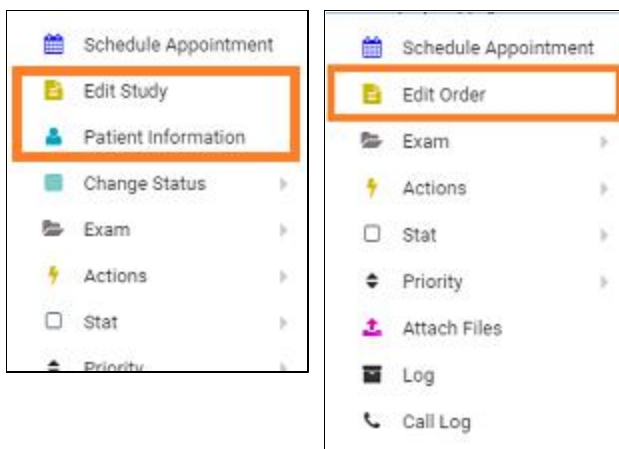 Schedule Appointment
Edit Study
Patient Information
Change Status
Exam
Actions
Stat
Priority
Schedule Appointment
Edit Order
Exam
Actions
Stat
Priority
Attach Files
Log
Call Log